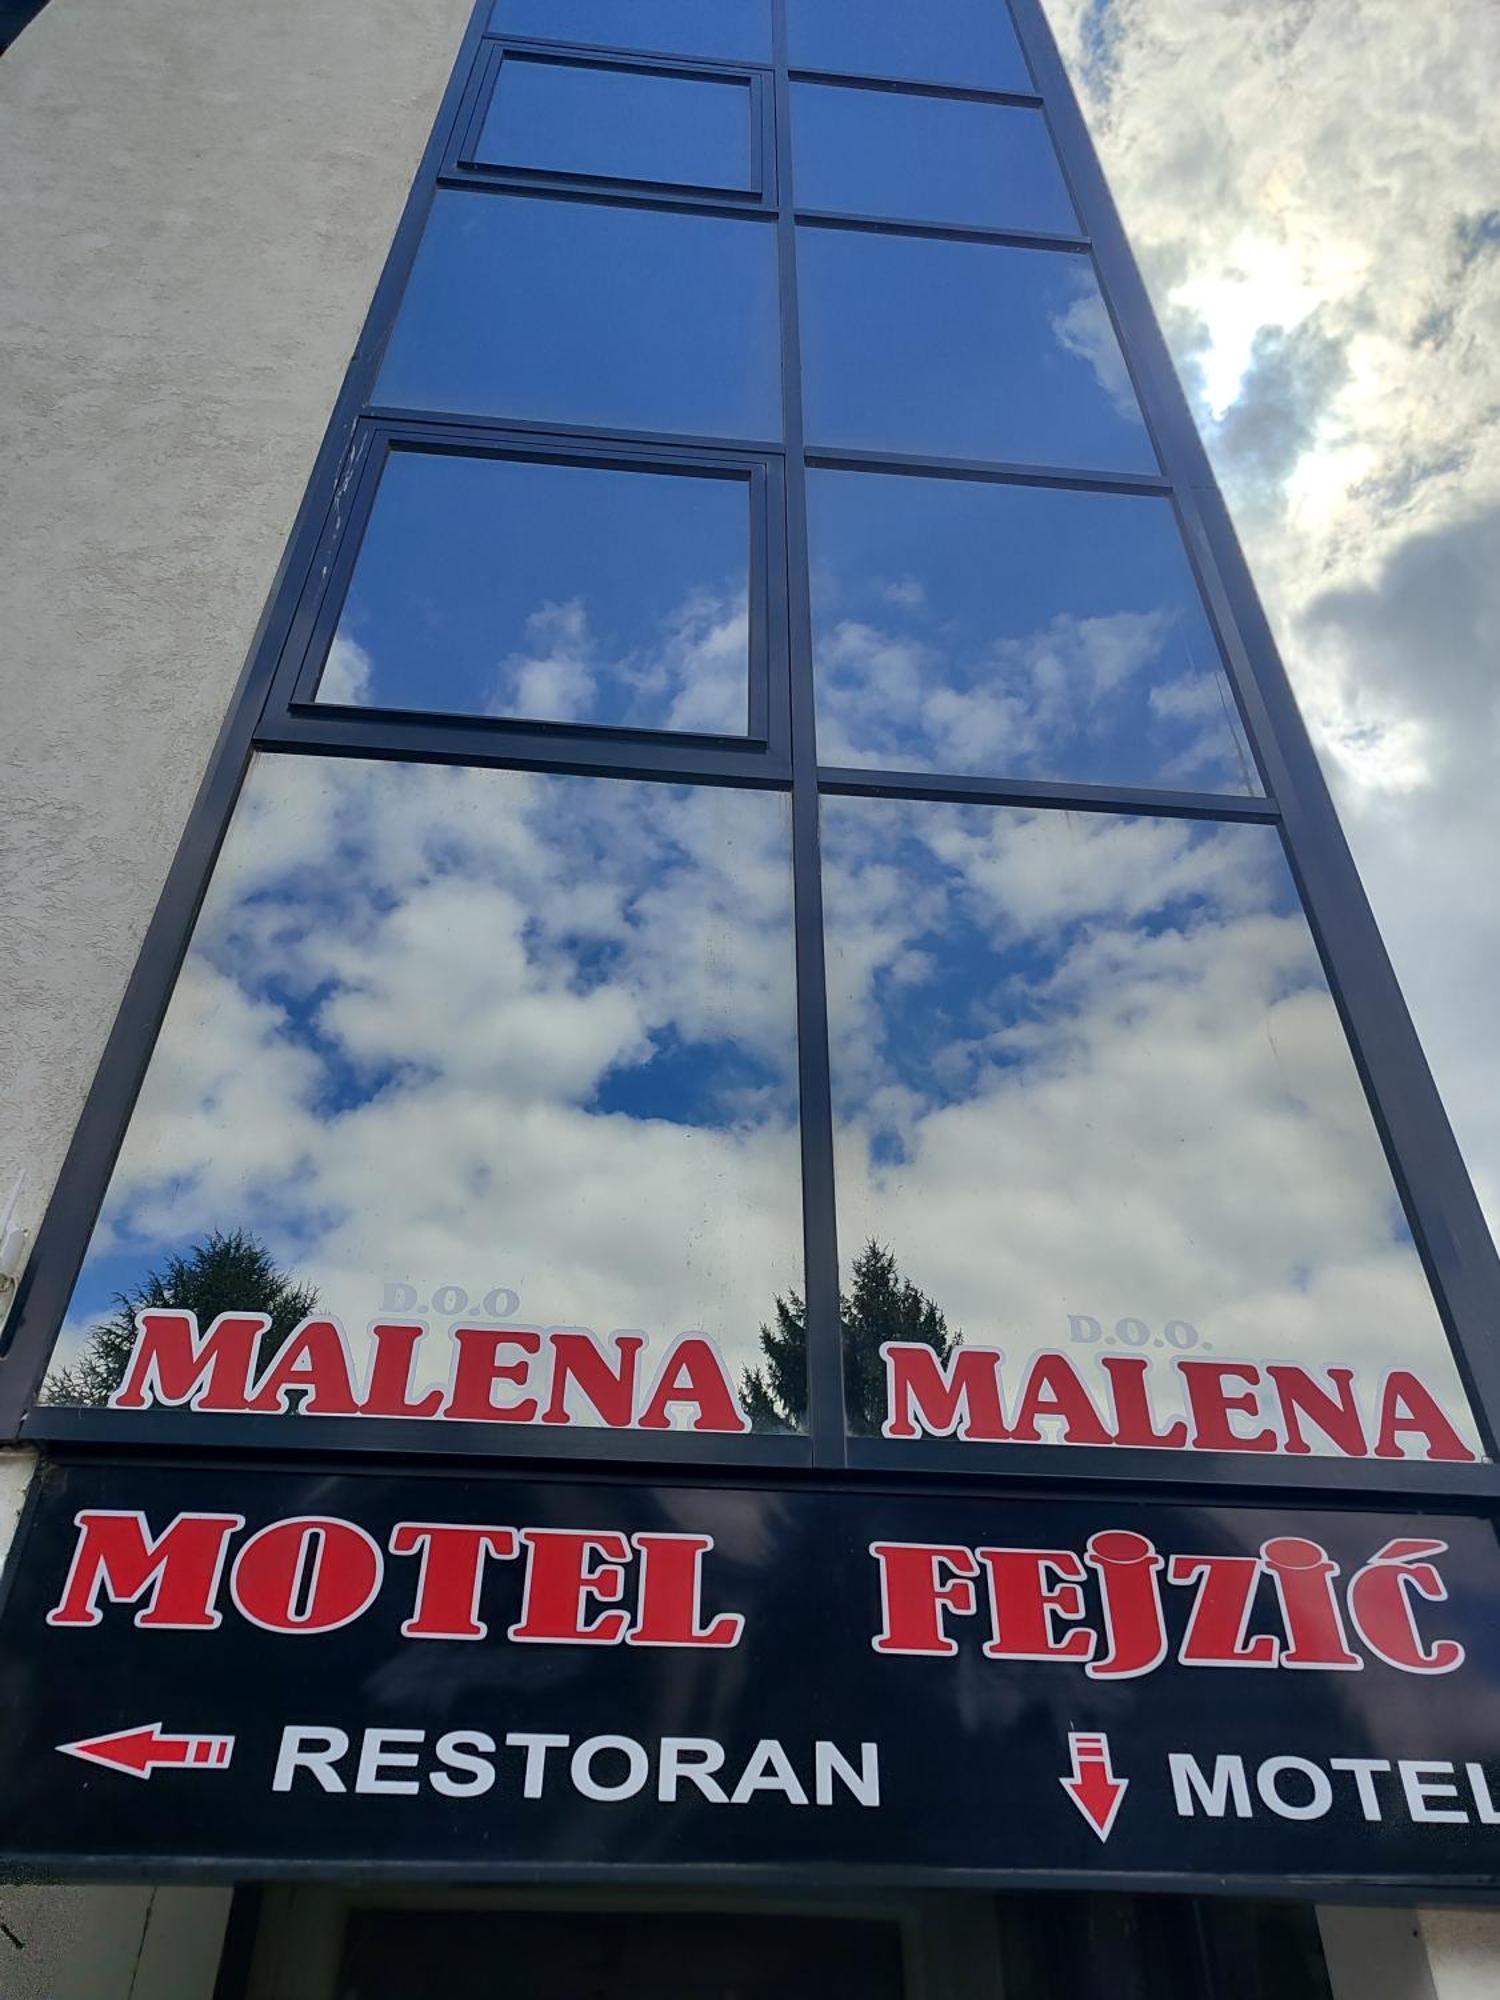 D.O.O
MALENA
D.O.O.
MALENA
MOTEL FEJZIĆ
RESTORAN
MOTEL